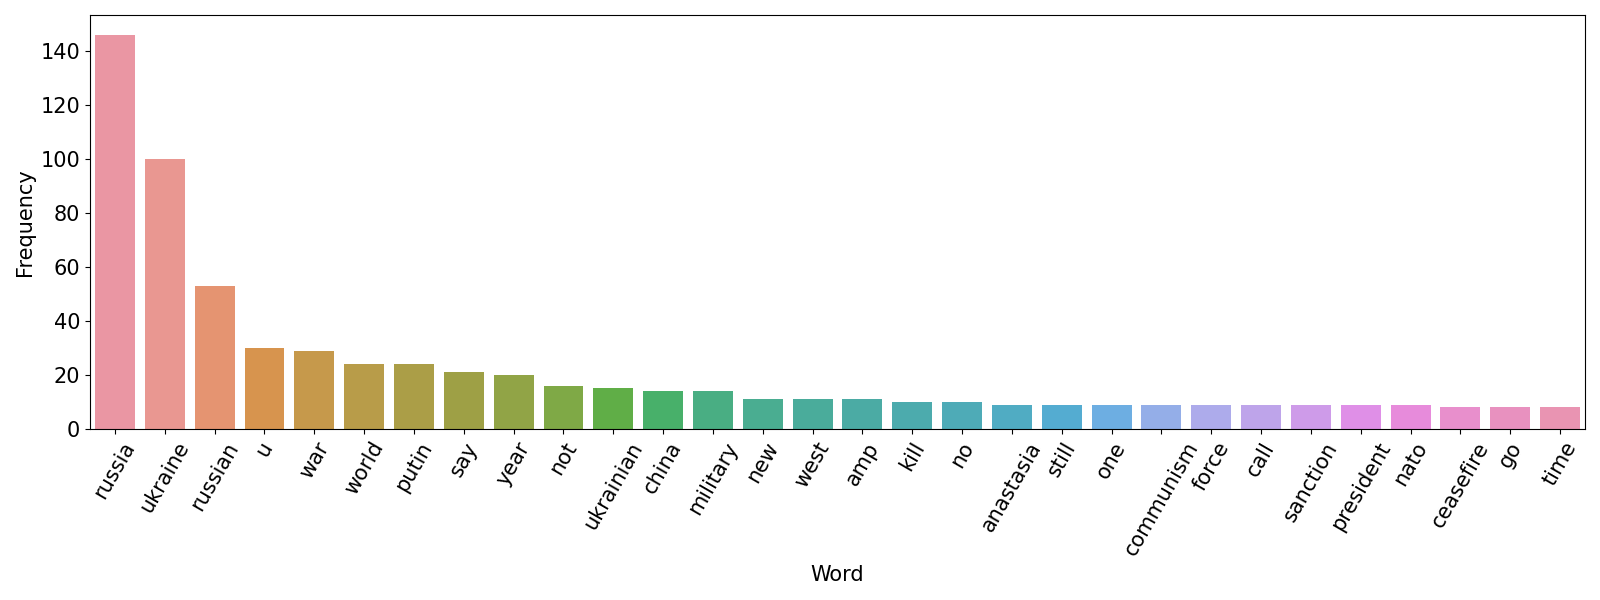 Frequency
140
120
100
80
60
40
20
0
russia
ukraine
russian
u
war
world
putin
say
year
not
ukrainian
china
military
new
west
amp
kill
no
anastasia
still
one
communism
force
call
sanction
president
nato
ceasefire
go
time
Word